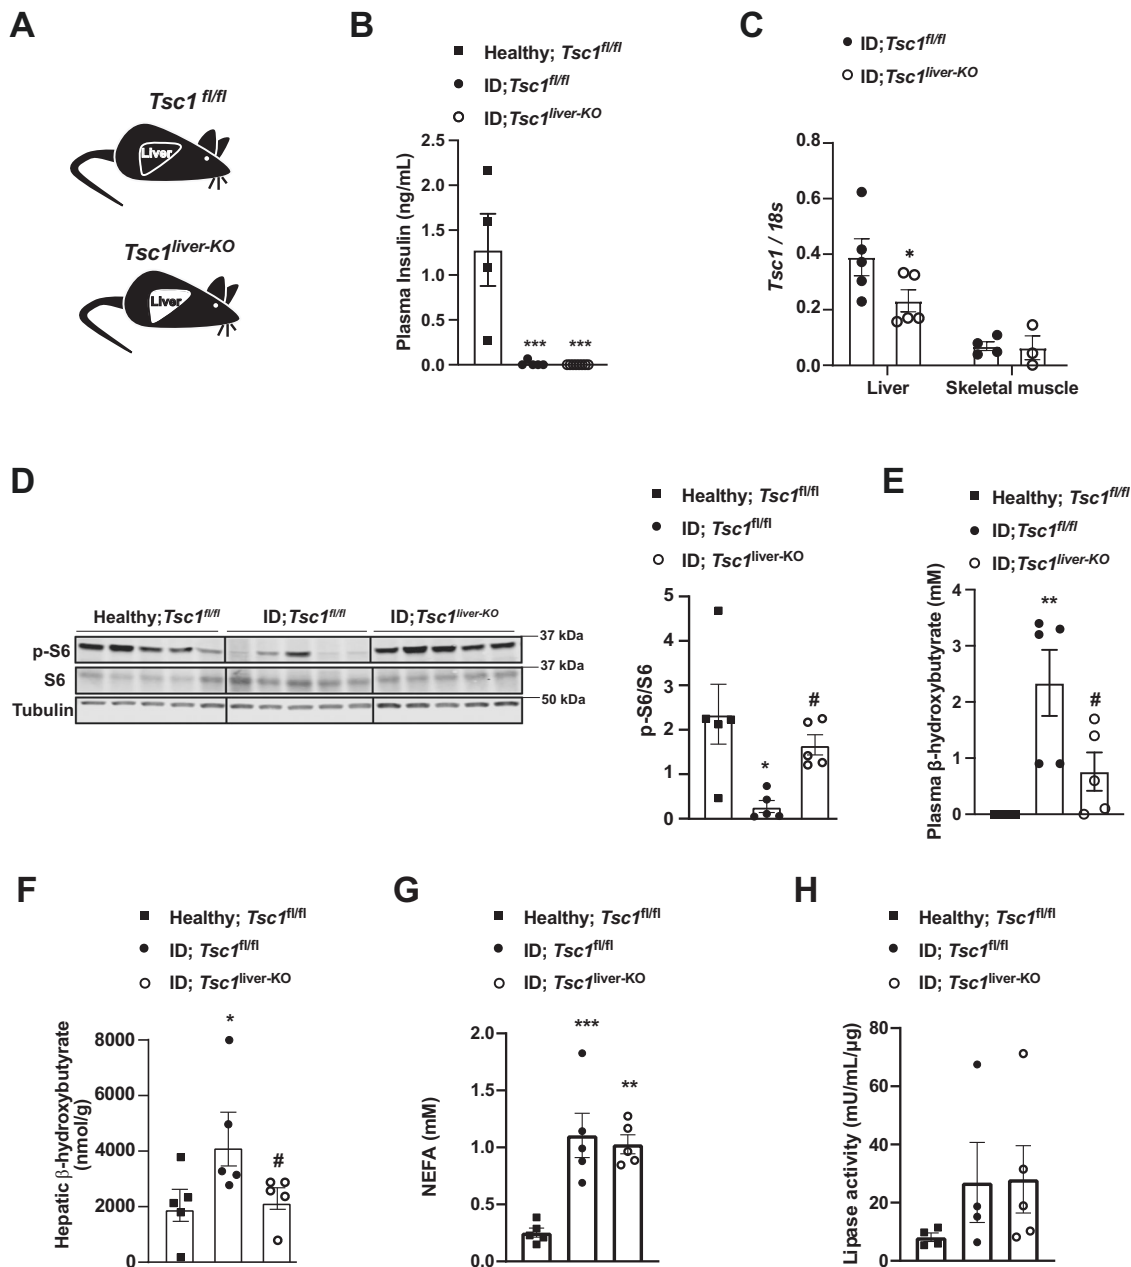 A
Tsc1 fl/fl
Liver
Tsc1liver-KO
Liver
B
Healthy; Tsc1fl/fl
ID;Tsc1fl/fl
ID;Tsc1liver-KO
Plasma Insulin (ng/mL)
2.5
2.0
1.5
1.0
0.5
0.0
*** ***
C
ID;Tsc1fl/fl
ID;Tsc1liver-KO
Tsc1 / 18s
0.8
0.6
0.4
0.2
0.0
*
Liver Skeletal muscle
D
Healthy;Tsc1fl/fl ID;Tsc1fl/fl ID;Tsc1liver-KO
p-S6
37 kDa
S6
37 kDa
Tubulin
50 kDa
Healthy; Tsc1fl/fl
ID; Tsc1fl/fl
ID; Tsc1liver-KO
p-S6/S6
5
4
3
2
1
0
*
#
E
Healthy; Tsc1fl/fl
ID;Tsc1fl/fl
ID;Tsc1liver-KO
Plasma β-hydroxybutyrate (mM)
4
3
2
1
0
**
#
F
Healthy; Tsc1fl/fl
ID; Tsc1fl/fl
ID; Tsc1liver-KO
Hepatic β-hydroxybutyrate
(nmol/g)
8000
6000
4000
2000
0
*
#
G
Healthy; Tsc1fl/fl
ID; Tsc1fl/fl
ID; Tsc1liver-KO
NEFA (mM)
2.0
1.5
1.0
0.5
0.0
***
**
H
Healthy; Tsc1fl/fl
ID; Tsc1fl/fl
ID; Tsc1liver-KO
Lipase activity (mU/mL/µg)
80
60
40
20
0